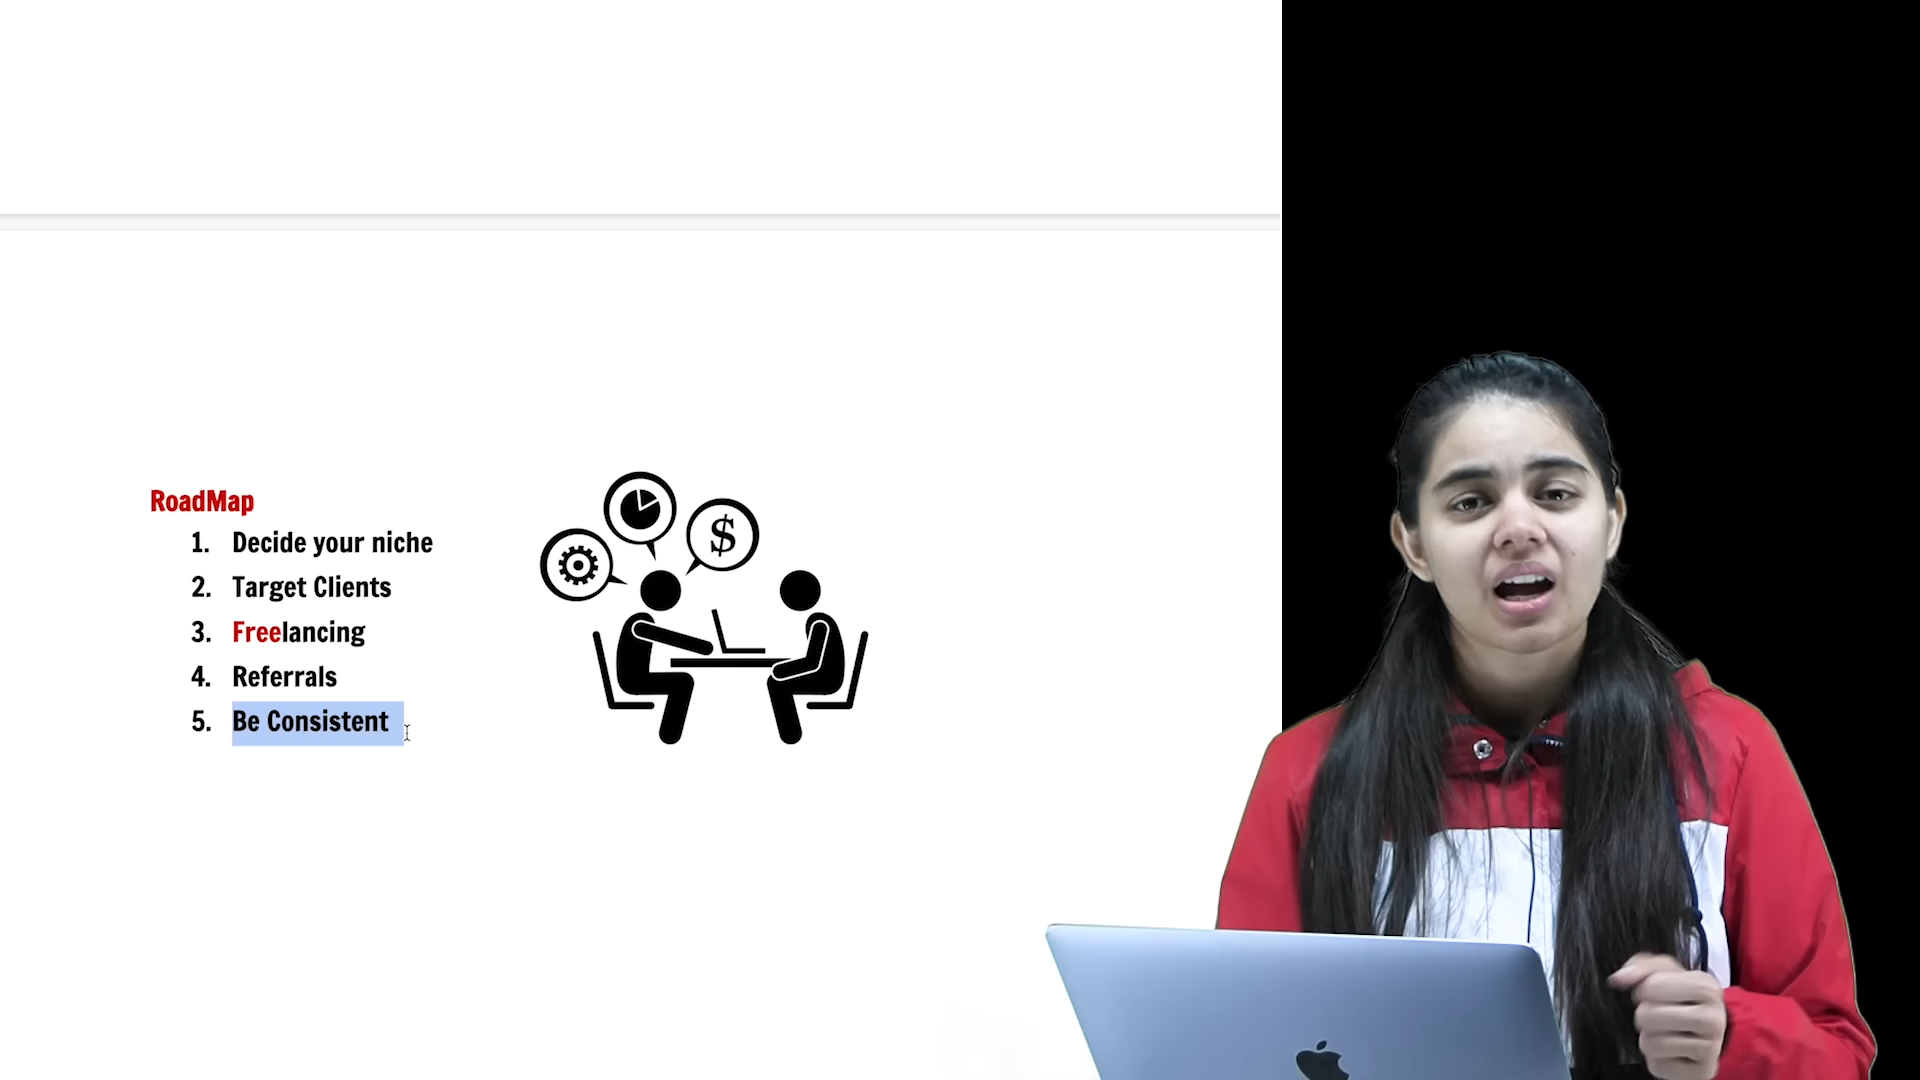 RoadMap
1. Decide your niche
2. Target Clients
3. Freelancing
4. Referrals
5. Be Consistent
$